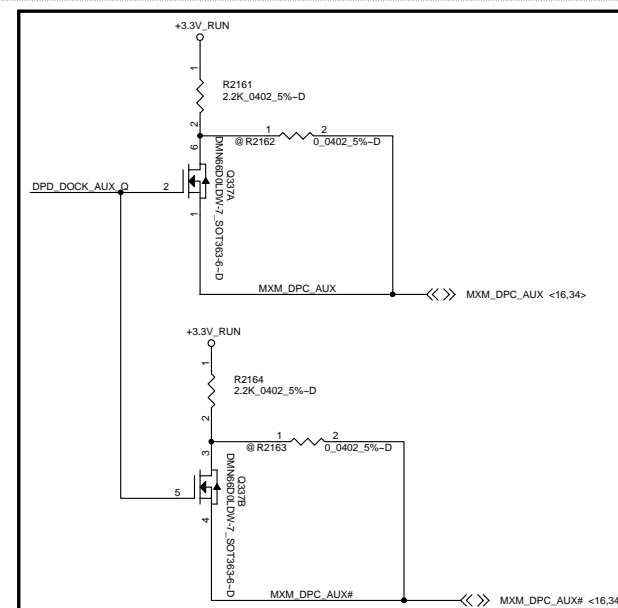 +3.3V_RUN
1
R2161
2.2K_0402_5%~D
2
1
2
@ R2162
0_0402_5%~D
6
DPD_DOCK_AUX_Q
2
Q337A
DMN66D0LDW-7_SOT363-6~D
1
MXM_DPC_AUX
MXM_DPC_AUX <16,34>
+3.3V_RUN
1
R2164
2.2K_0402_5%~D
2
1
2
@ R2163
0_0402_5%~D
3
5
Q337B
DMN66D0LDW-7_SOT363-6~D
4
MXM_DPC_AUX#
MXM_DPC_AUX# <16,34